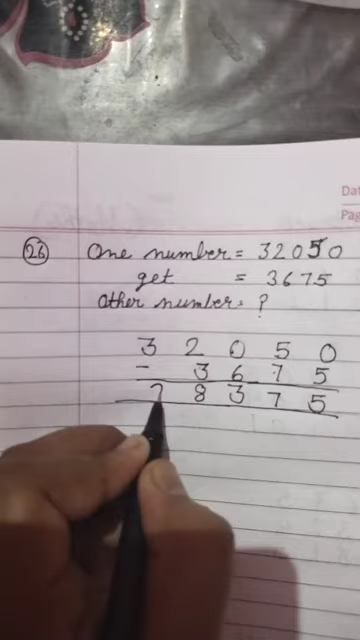 Dat
Pag
26 One number = 32050
get = 3675
Other number = ?
3 2 0 5 0
- 3 6 7 5
2 8 3 7 5